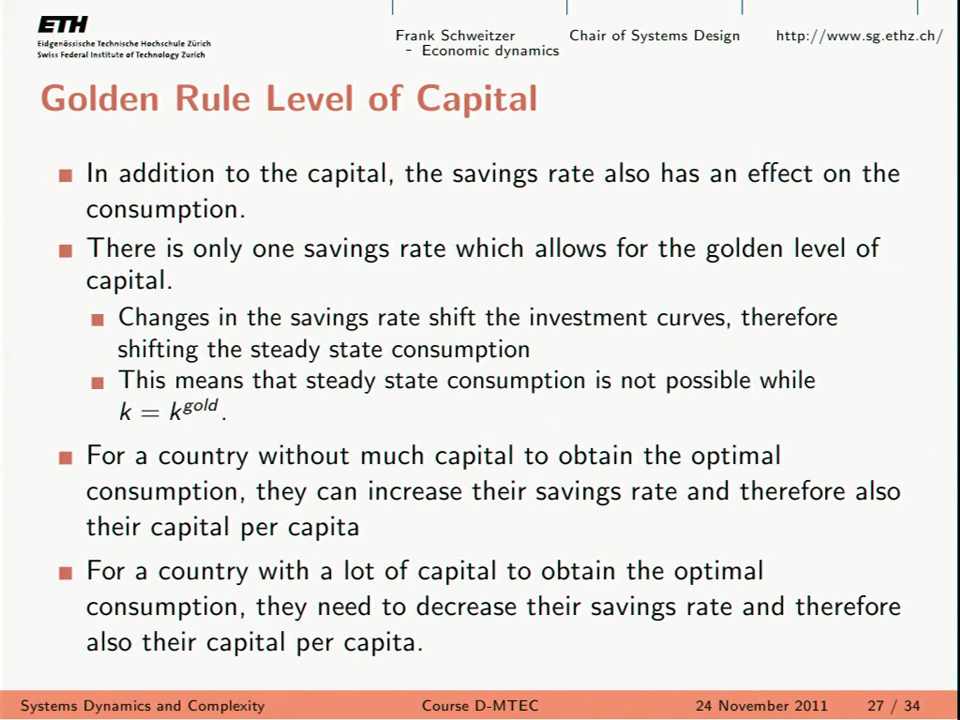 ETH
Eidgenössische Technische Hochschule Zürich
Swiss Federal Institute of Technology Zurich
Frank Schweitzer
- Economic dynamics
Chair of Systems Design
http://www.sg.ethz.ch/
Golden Rule Level of Capital
In addition to the capital, the savings rate also has an effect on the
consumption.
There is only one savings rate which allows for the golden level of
capital.
Changes in the savings rate shift the investment curves, therefore
shifting the steady state consumption
This means that steady state consumption is not possible while
k = k^gold.
For a country without much capital to obtain the optimal
consumption, they can increase their savings rate and therefore also
their capital per capita
For a country with a lot of capital to obtain the optimal
consumption, they need to decrease their savings rate and therefore
also their capital per capita.
Systems Dynamics and Complexity
Course D-MTEC
24 November 2011
27 / 34